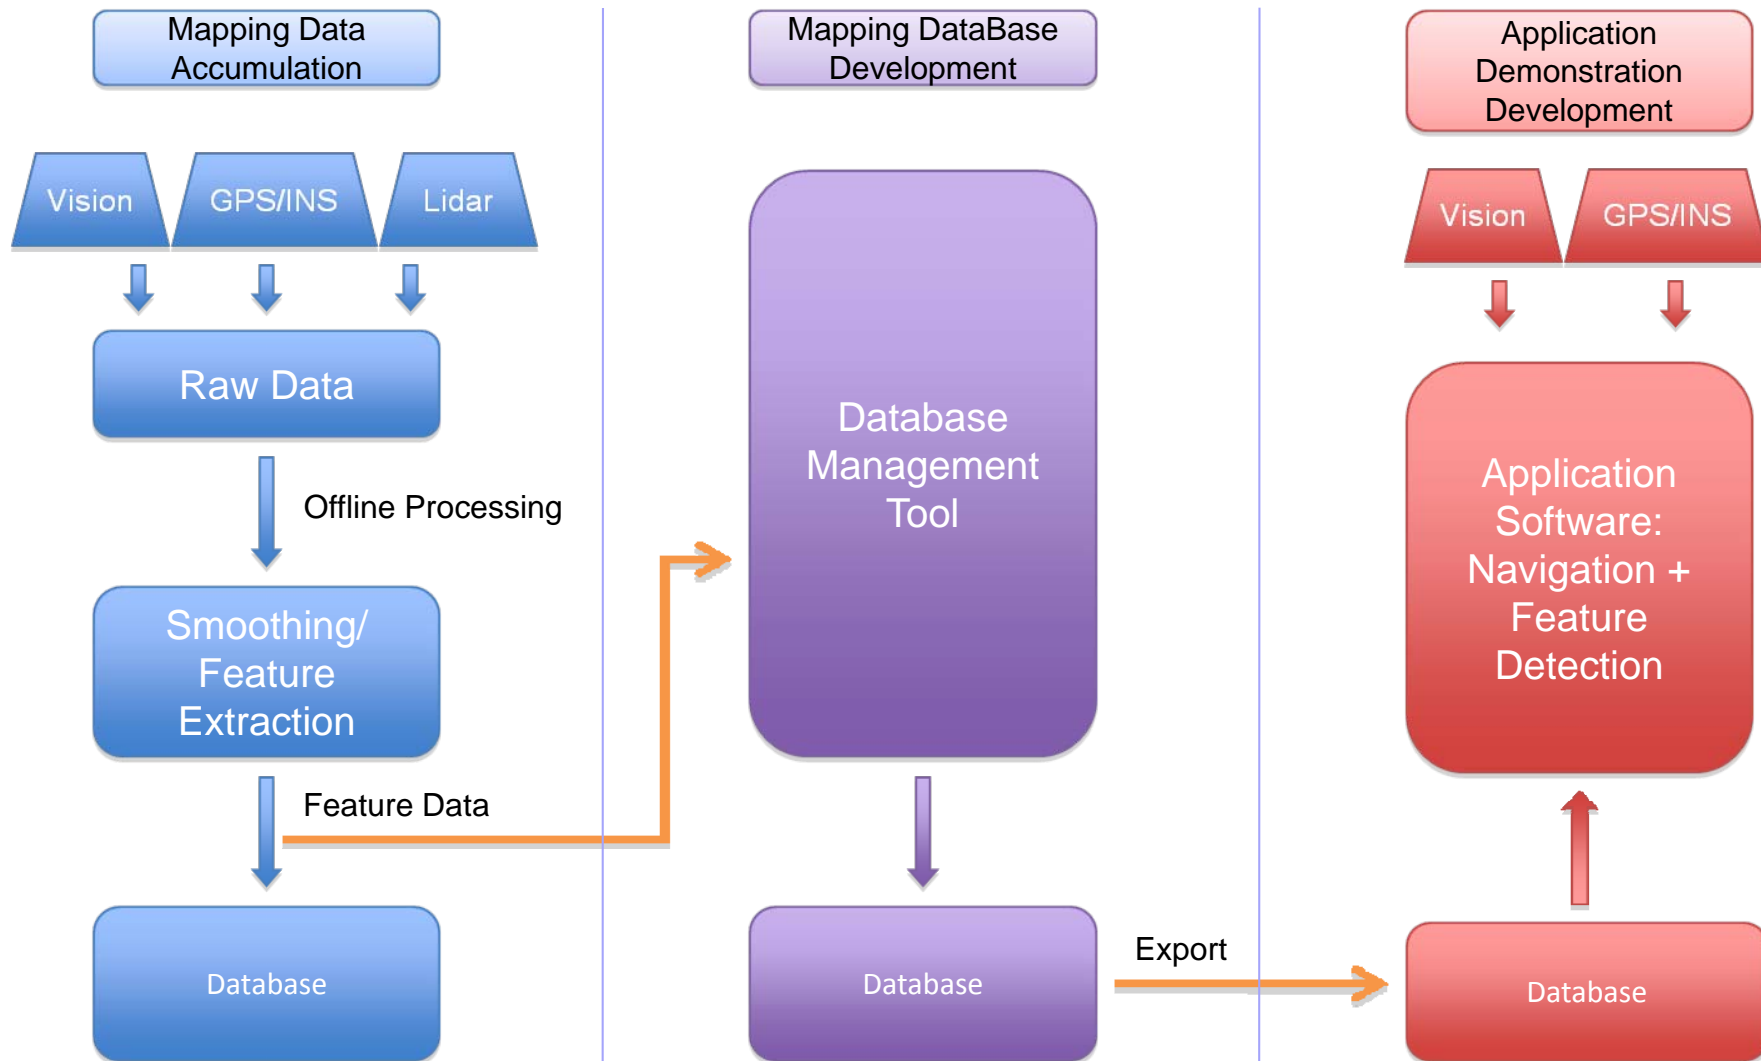 Mapping Data
Accumulation
Vision
GPS/INS
Lidar
Raw Data
Offline Processing
Smoothing/
Feature
Extraction
Feature Data
Database
Mapping DataBase
Development
Database
Management
Tool
Database
Export
Application
Demonstration
Development
Vision
GPS/INS
Application
Software:
Navigation +
Feature
Detection
Database